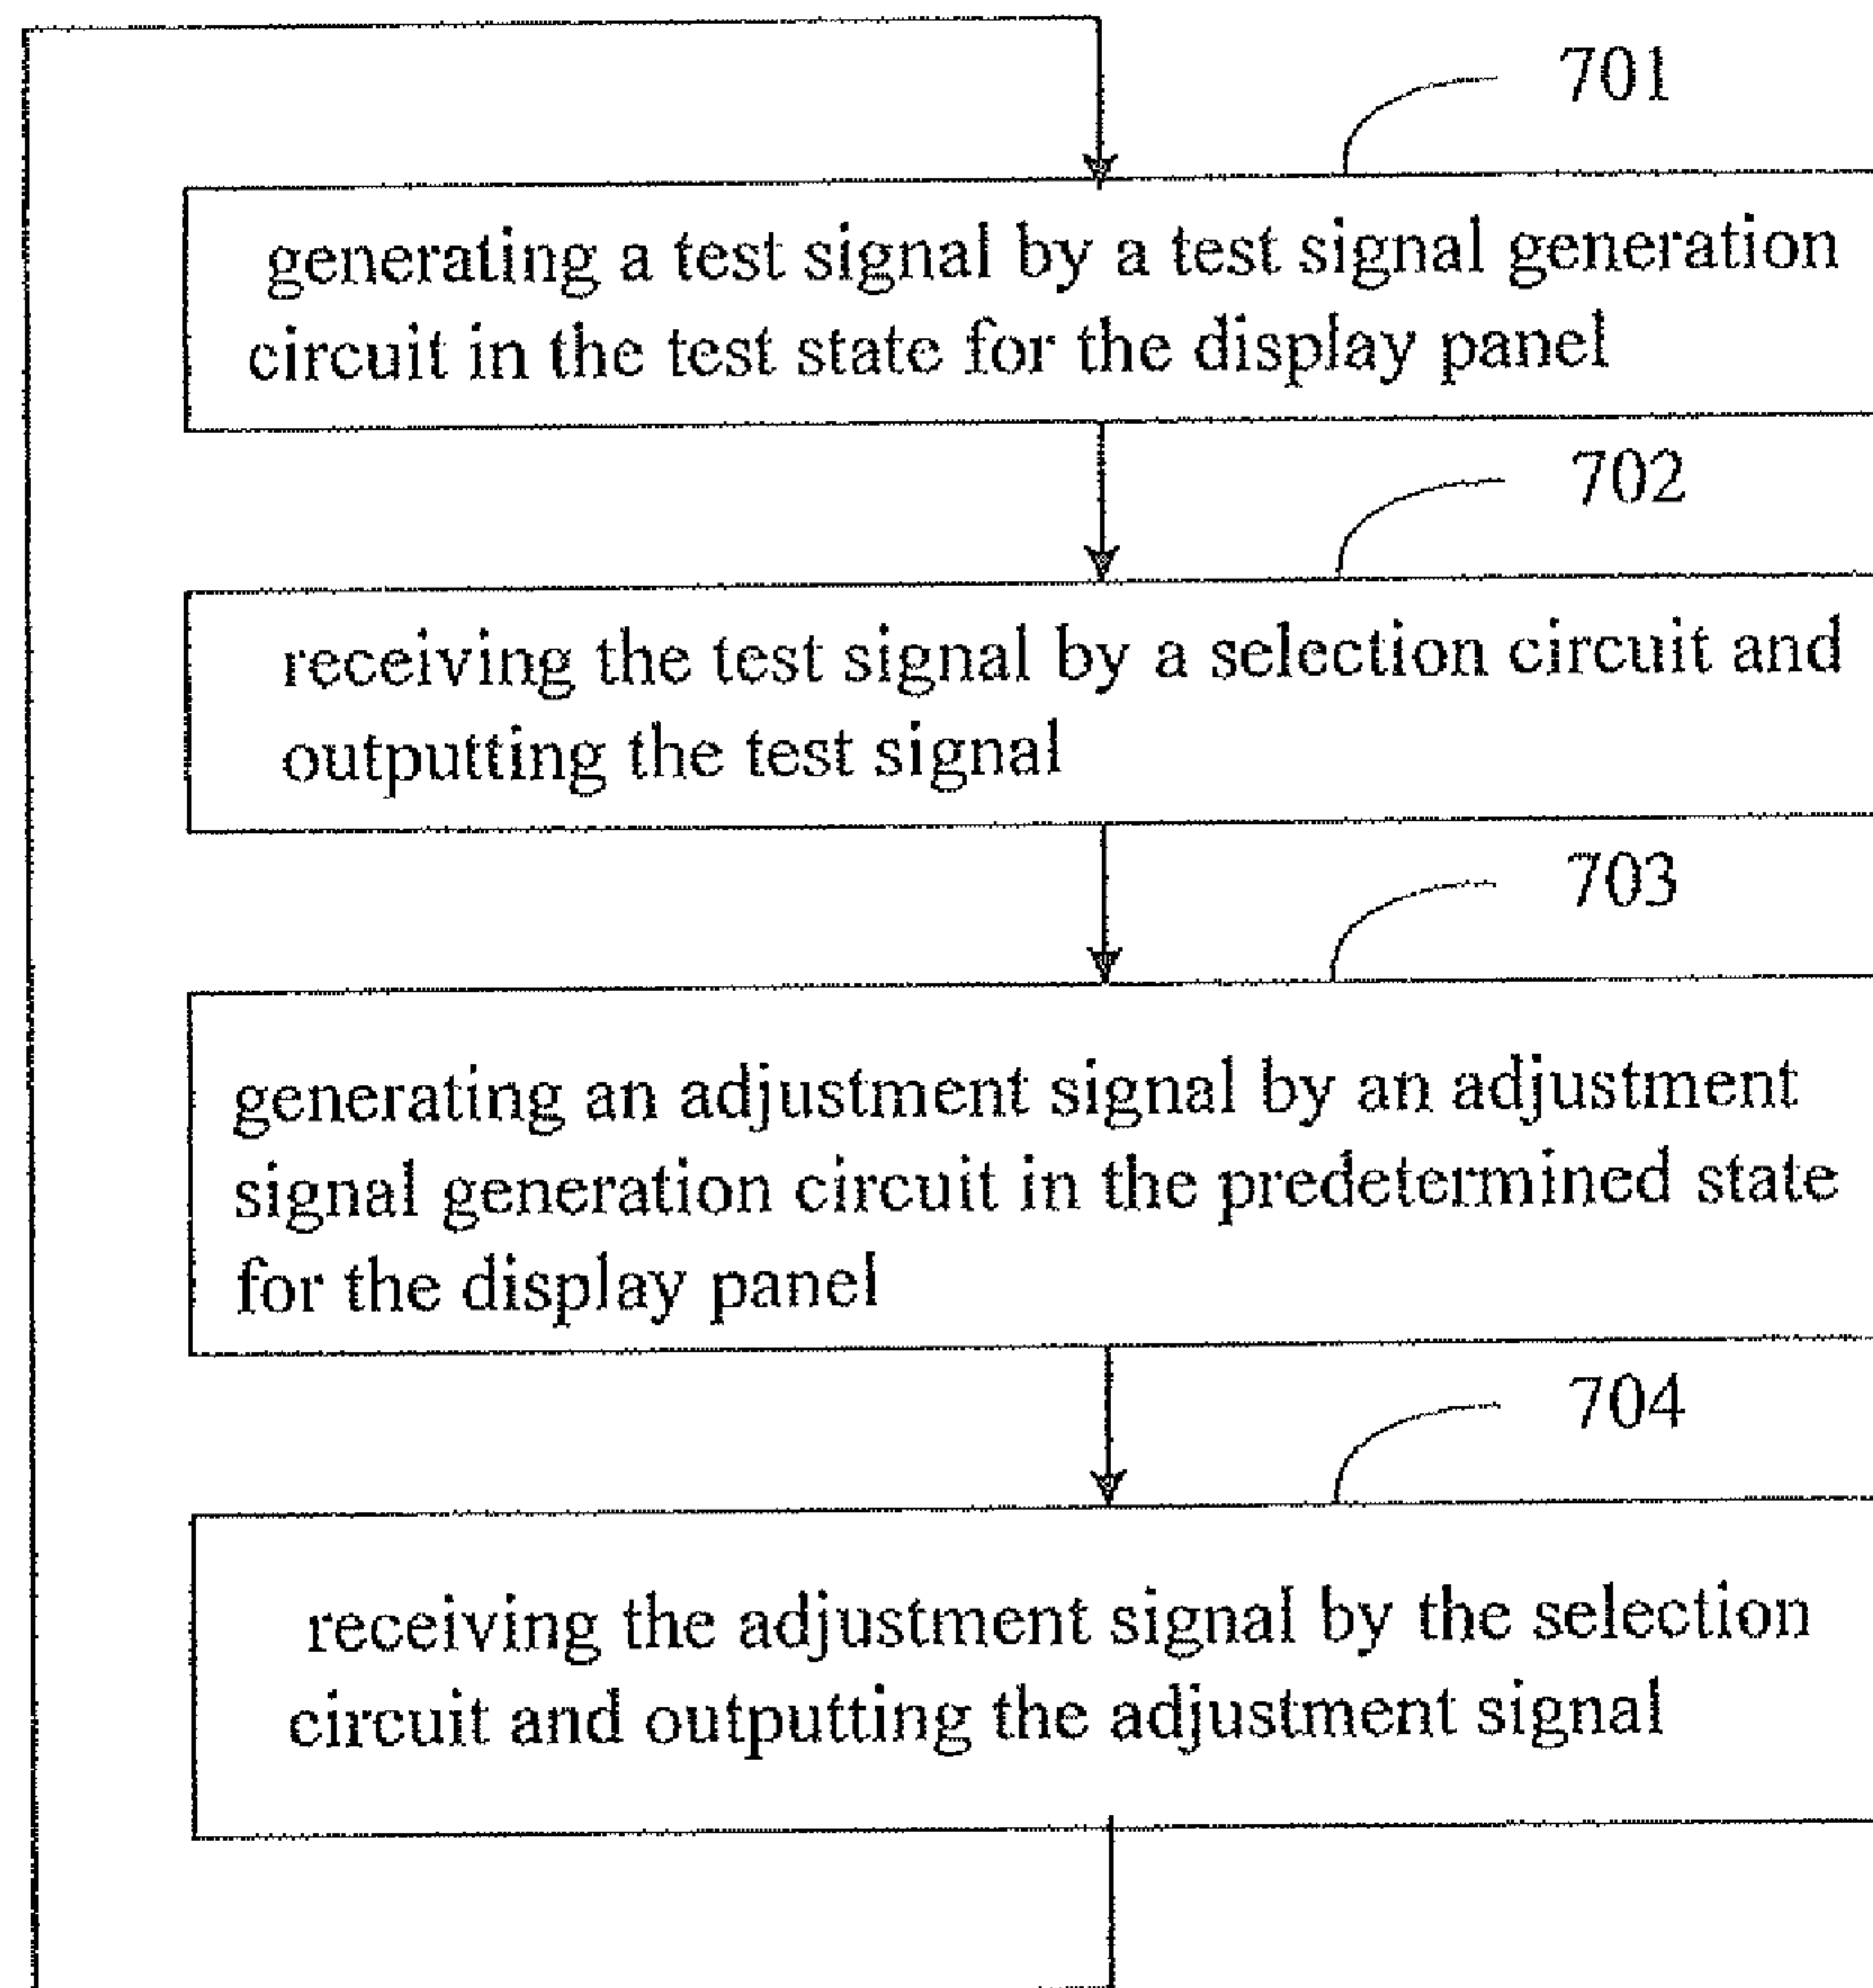 701
generating a test signal by a test signal generation
circuit in the test state for the display panel
702
receiving the test signal by a selection circuit and
outputting the test signal
703
generating an adjustment signal by an adjustment
signal generation circuit in the predetermined state
for the display panel
704
receiving the adjustment signal by the selection
circuit and outputting the adjustment signal